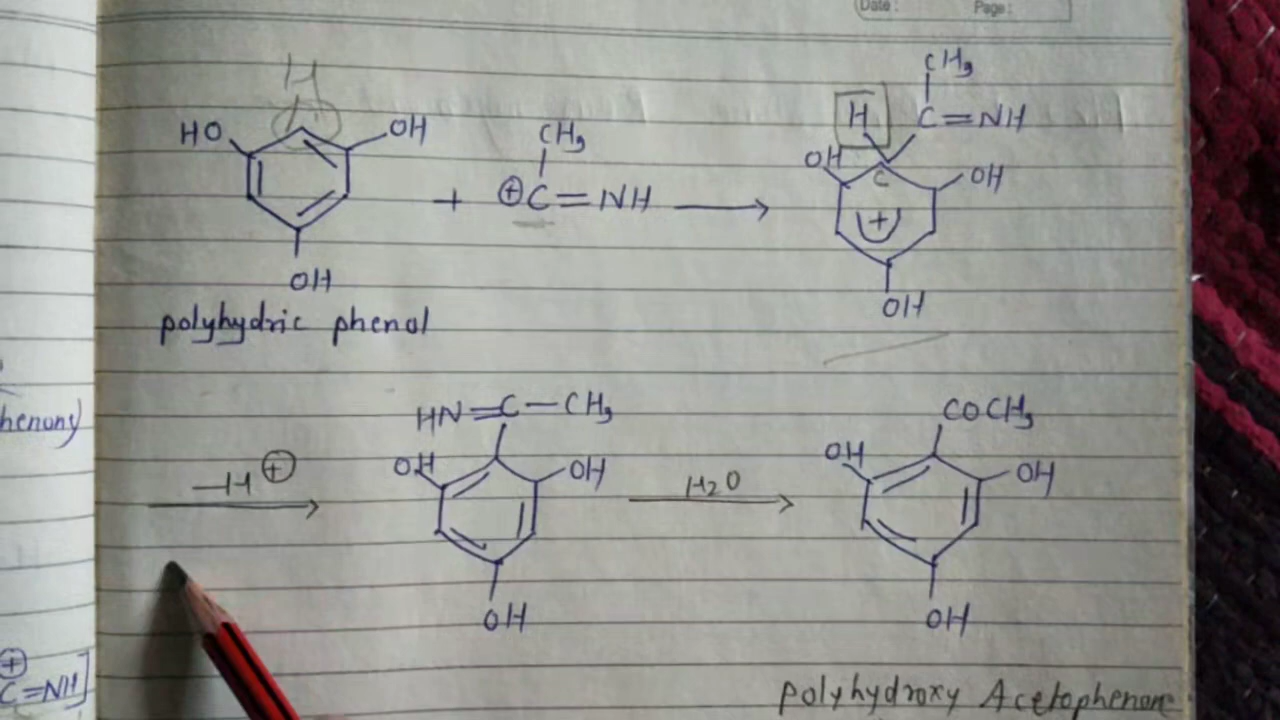 Date : Page :
H
HO OH
OH
polyhydric phenol
+
CH3
⊕C=NH
CH3
H C=NH
OH C OH
+
OH
-H⊕
HN=C-CH3
OH OH
OH
H2O
COCH3
OH OH
OH
polyhydroxy Acetophenone
henone)
⊕
C=NH]